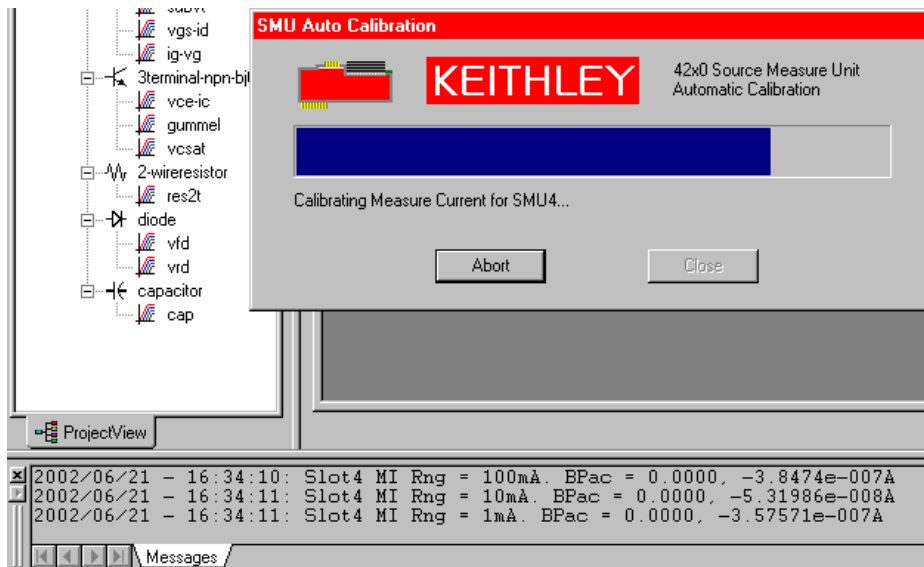 subvt
vgs-id
ig-vg
3terminal-npn-bjt
vce-ic
gummel
vcsat
2-wireresistor
res2t
diode
vfd
vrd
capacitor
cap
ProjectView
SMU Auto Calibration
KEITHLEY
42x0 Source Measure Unit
Automatic Calibration
Calibrating Measure Current for SMU4...
Abort
Close
2002/06/21 - 16:34:10: Slot4 MI Rng = 100mA. BPac = 0.0000, -3.8474e-007A
2002/06/21 - 16:34:11: Slot4 MI Rng = 10mA. BPac = 0.0000, -5.31986e-008A
2002/06/21 - 16:34:11: Slot4 MI Rng = 1mA. BPac = 0.0000, -3.57571e-007A
Messages